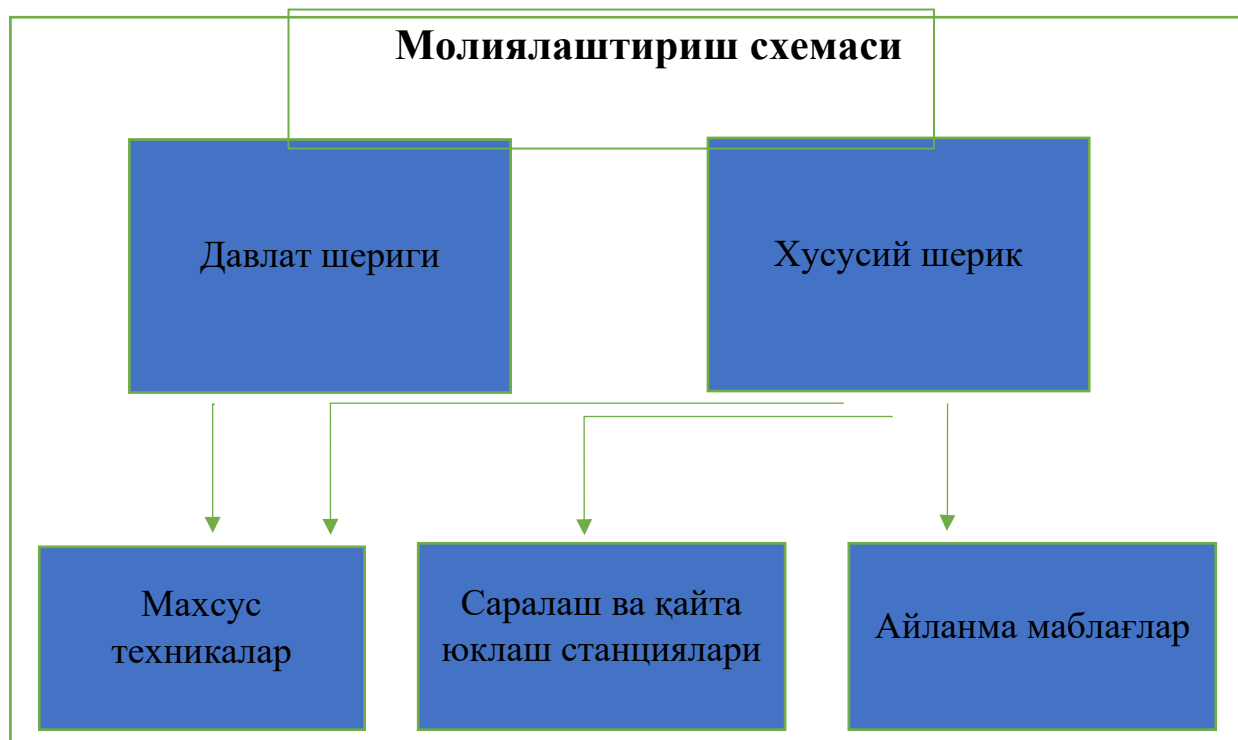 Молиялаштириш схемаси
Давлат шериги
Хусусий шерик
Махсус
техникалар
Саралаш ва қайта
юклаш станциялари
Айланма маблағлар